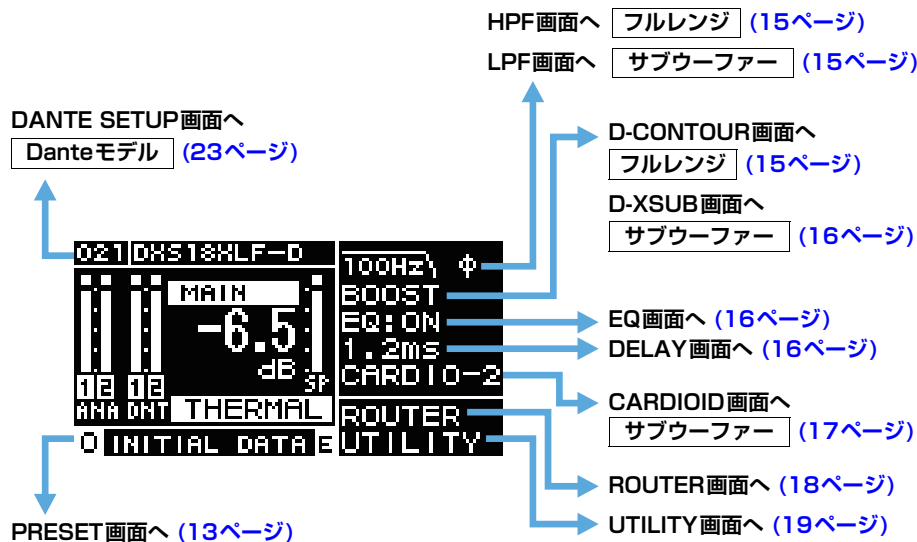 HPF画面へ フルレンジ (15ページ)
LPF画面へ サブウーファー (15ページ)
DANTE SETUP画面へ
Danteモデル (23ページ)
D-CONTOUR画面へ
フルレンジ (15ページ)
D-XSUB画面へ
サブウーファー (16ページ)
021 DXS18XLF-D
MAIN
-6.5
dB
SP
1 2 1 2
ANA DNT
THERMAL
0 INITIAL DATA E
100Hz ϕ
BOOST
EQ:ON
1.2ms
CARDIO-2
ROUTER
UTILITY
EQ画面へ (16ページ)
DELAY画面へ (16ページ)
CARDIOID画面へ
サブウーファー (17ページ)
ROUTER画面へ (18ページ)
UTILITY画面へ (19ページ)
PRESET画面へ (13ページ)